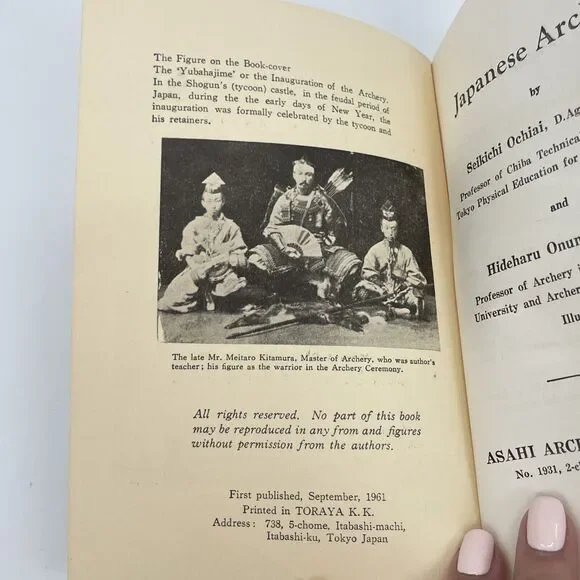 The Figure on the Book-cover
The 'Yubahajime' or the Inauguration of the Archery.
In the Shogun's (tycoon) castle, in the feudal period of
Japan, during the the early days of New Year, the
inauguration was formally celebrated by the tycoon and
his retainers.
The late Mr. Meitaro Kitamura, Master of Archery, who was author's
teacher; his figure as the warrior in the Archery Ceremony.
All rights reserved. No part of this book
may be reproduced in any from and figures
without permission from the authors.
First published, September, 1961
Printed in TORAYA K. K.
Address : 738, 5-chome, Itabashi-machi,
Itabashi-ku, Tokyo Japan
Japanese Arc
by
Seikichi Ochiai, D.Ag
Professor of Chiba Technica
Tokyo Physical Education for
and
Hideharu Onum
Professor of Archery i
University and Archer
Illu
ASAHI ARCH
No. 1931, 2-c